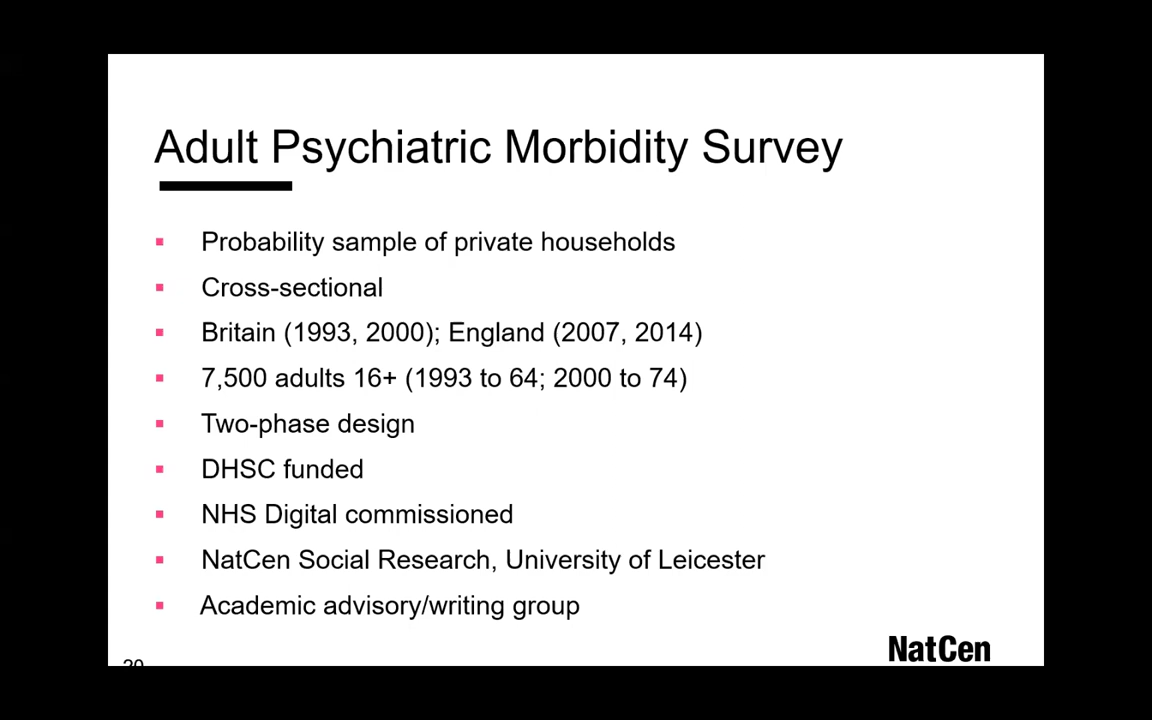 Adult Psychiatric Morbidity Survey
Probability sample of private households
Cross-sectional
Britain (1993, 2000); England (2007, 2014)
7,500 adults 16+ (1993 to 64; 2000 to 74)
Two-phase design
DHSC funded
NHS Digital commissioned
NatCen Social Research, University of Leicester
Academic advisory/writing group
NatCen